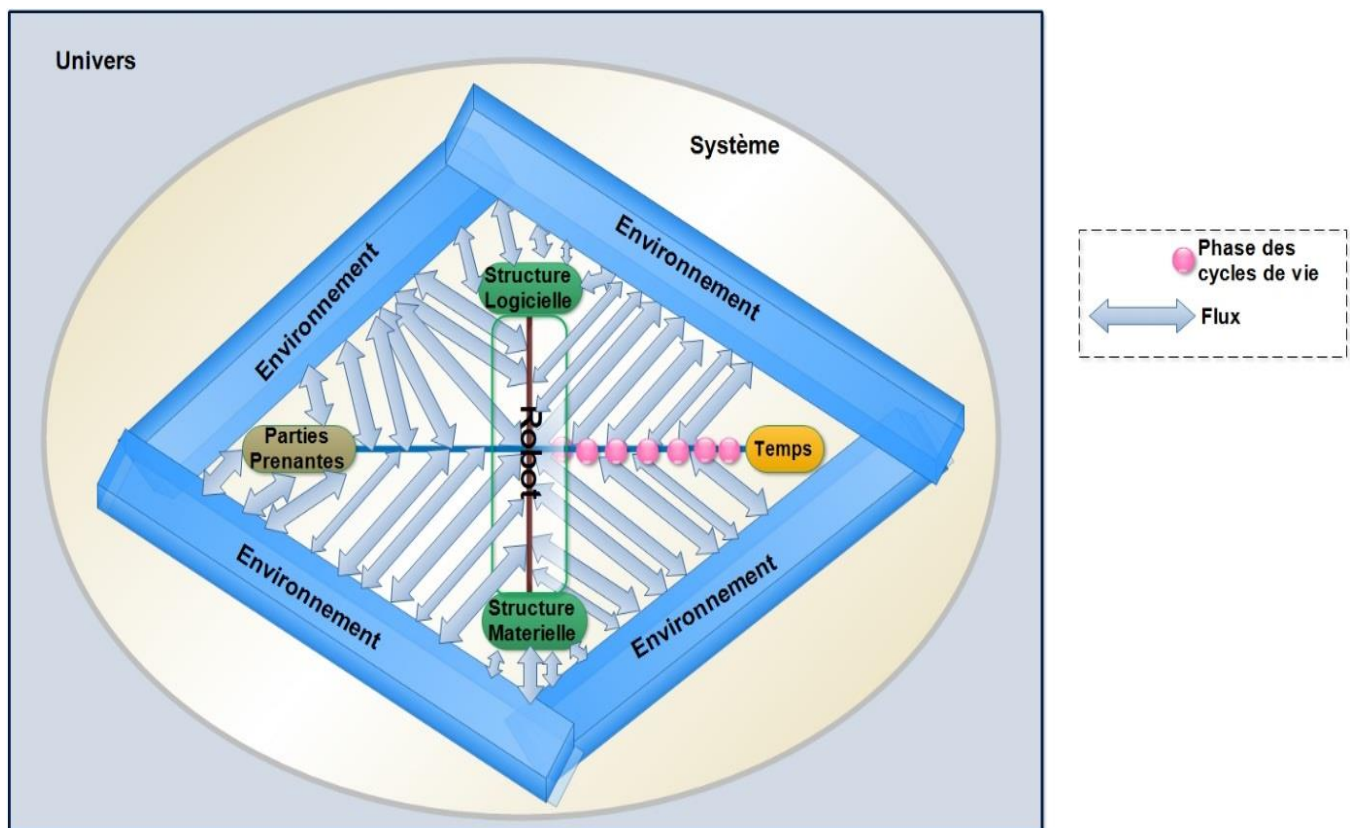 Univers
Système
Environnement
Environnement
Structure
Logicielle
Robot
Parties
Prenantes
Temps
Structure
Materielle
Environnement
Environnement
Phase des
cycles de vie
Flux